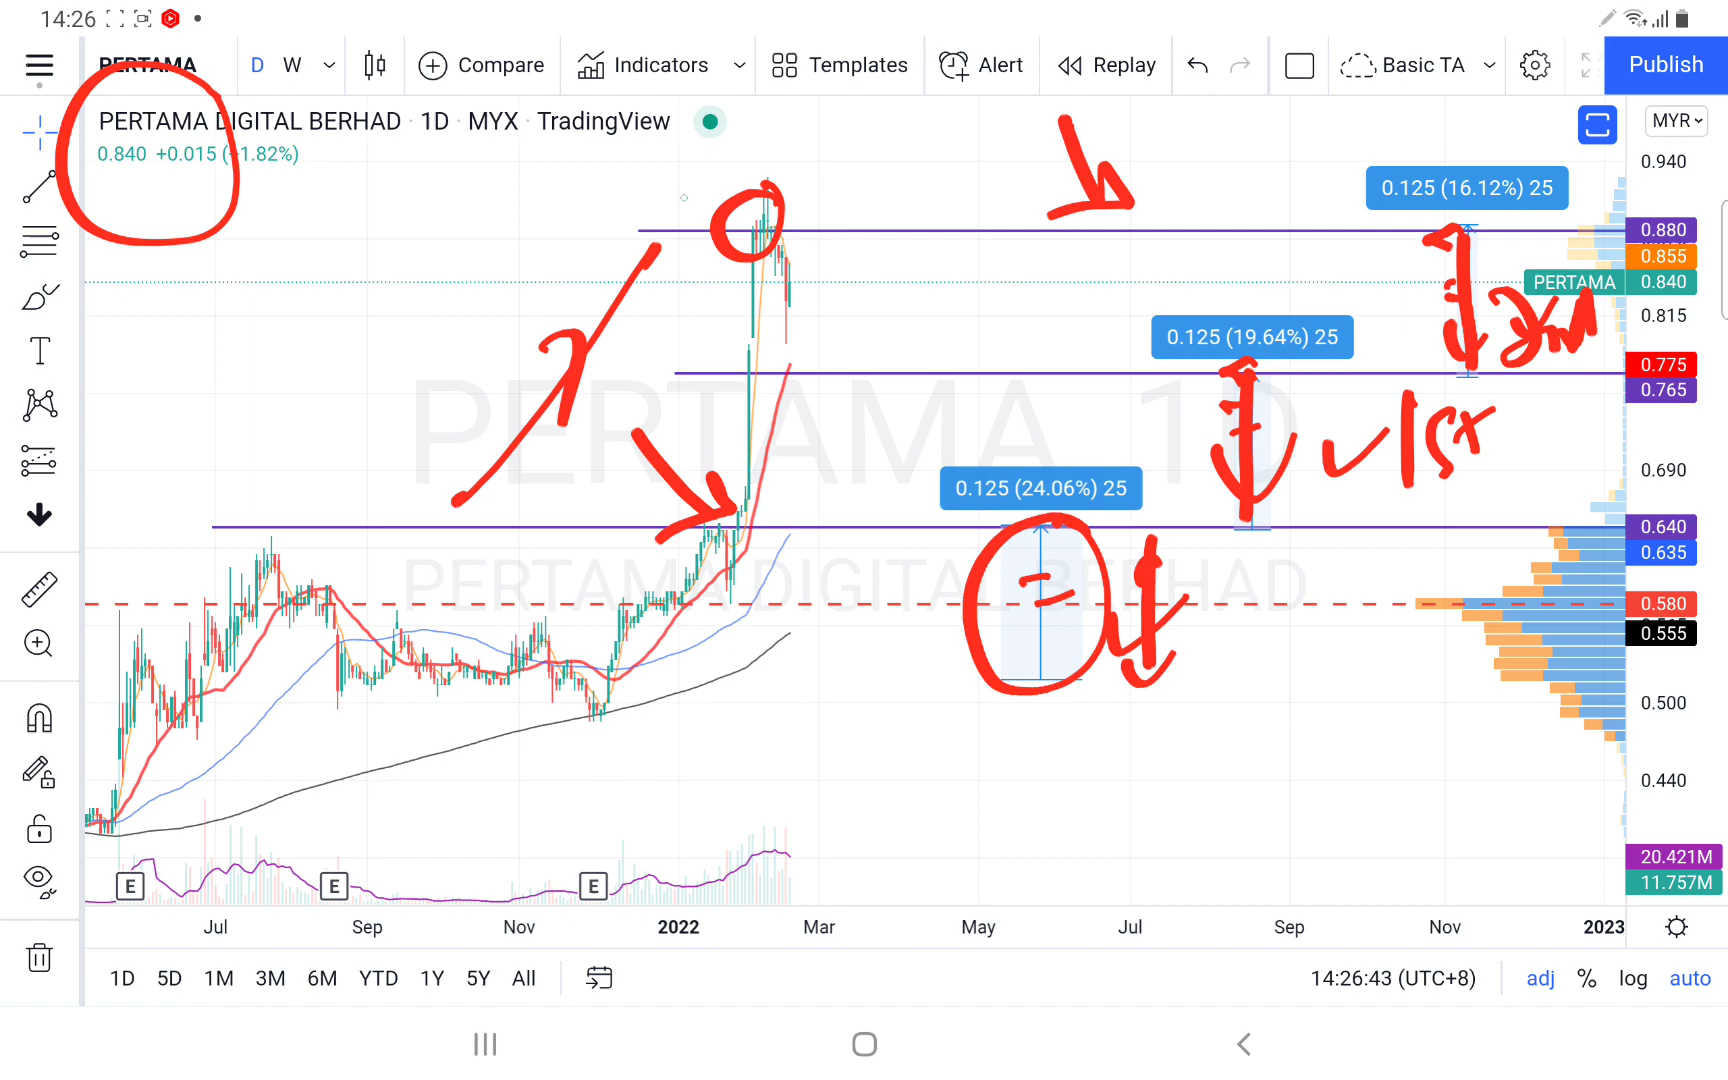 14:26
PERTAMA D W Compare Indicators Templates Alert Replay Basic TA Publish
PERTAMA DIGITAL BERHAD · 1D · MYX · TradingView
0.840 +0.015 (+1.82%)
MYR
0.940
0.125 (16.12%) 25
0.880
0.855
PERTAMA 0.840
0.815
0.125 (19.64%) 25
0.775
0.765
PERTAMA 1D
1st
0.690
0.125 (24.06%) 25
0.640
0.635
PERTAMA DIGITAL BERHAD
0.580
0.555
0.500
0.440
20.421M
11.757M
E E E
Jul Sep Nov 2022 Mar May Jul Sep Nov 2023
1D 5D 1M 3M 6M YTD 1Y 5Y All 14:26:43 (UTC+8) adj % log auto